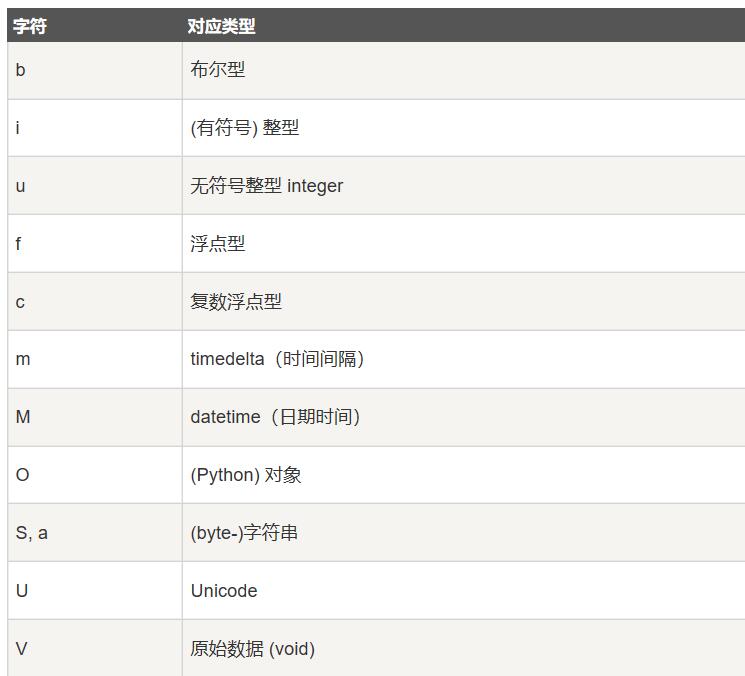 字符 对应类型
b 布尔型
i (有符号) 整型
u 无符号整型 integer
f 浮点型
c 复数浮点型
m timedelta（时间间隔）
M datetime（日期时间）
O (Python) 对象
S, a (byte-)字符串
U Unicode
V 原始数据 (void)